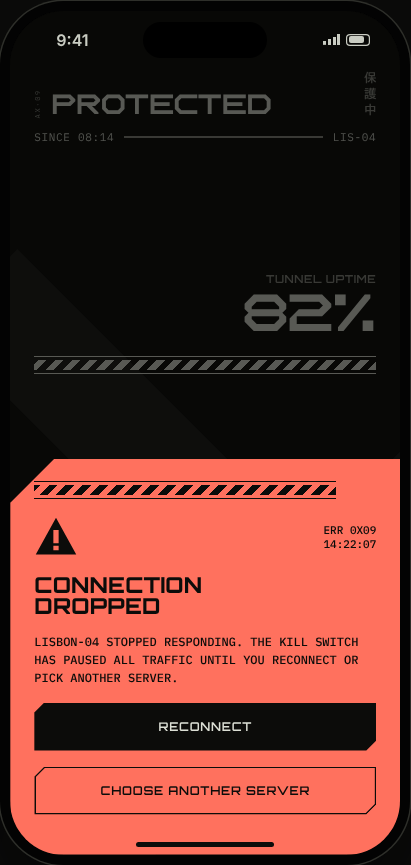 9:41
AX-89
PROTECTED
保護中
SINCE 08:14
LIS-04
TUNNEL UPTIME
82%
ERR 0X09
14:22:07
CONNECTION
DROPPED
LISBON-04 STOPPED RESPONDING. THE KILL SWITCH
HAS PAUSED ALL TRAFFIC UNTIL YOU RECONNECT OR
PICK ANOTHER SERVER.
RECONNECT
CHOOSE ANOTHER SERVER